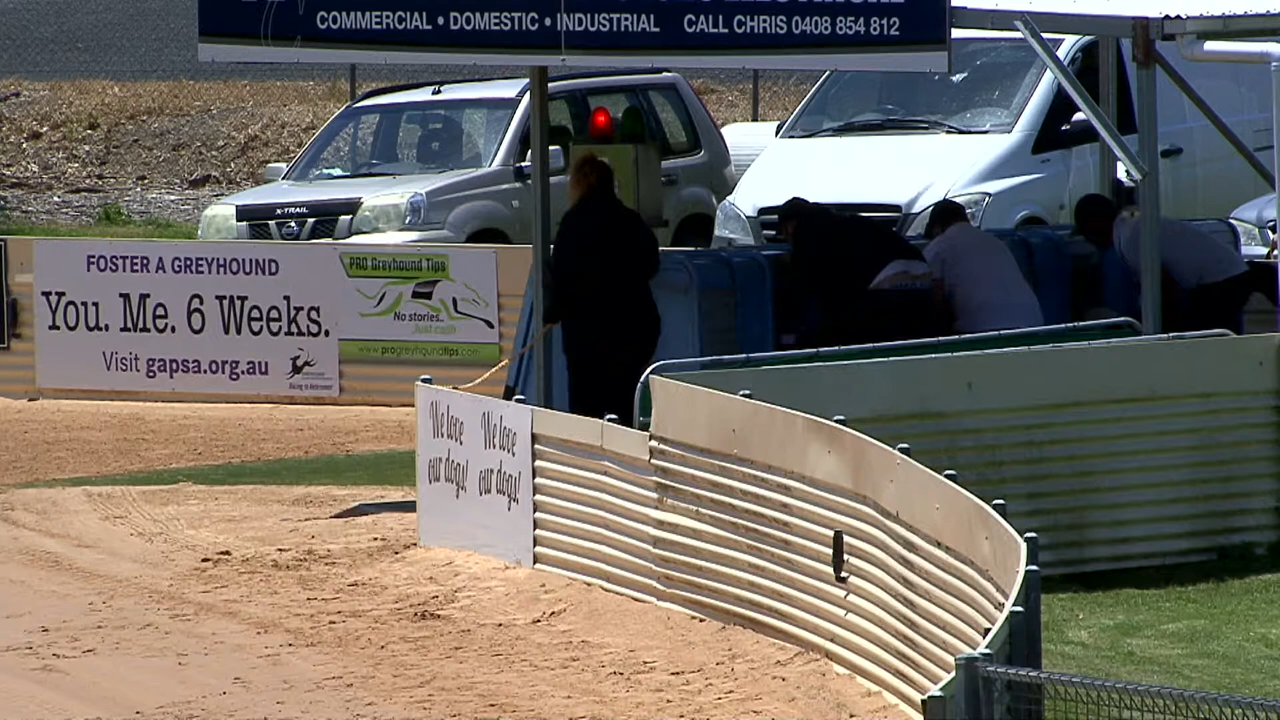 COMMERCIAL • DOMESTIC • INDUSTRIAL CALL CHRIS 0408 854 812
X-TRAIL
FOSTER A GREYHOUND
You. Me. 6 Weeks.
Visit gapsa.org.au
PRO Greyhound Tips
No stories..
Just cash
www.progreyhoundtips.com
We love
our dogs!
We love
our dogs!